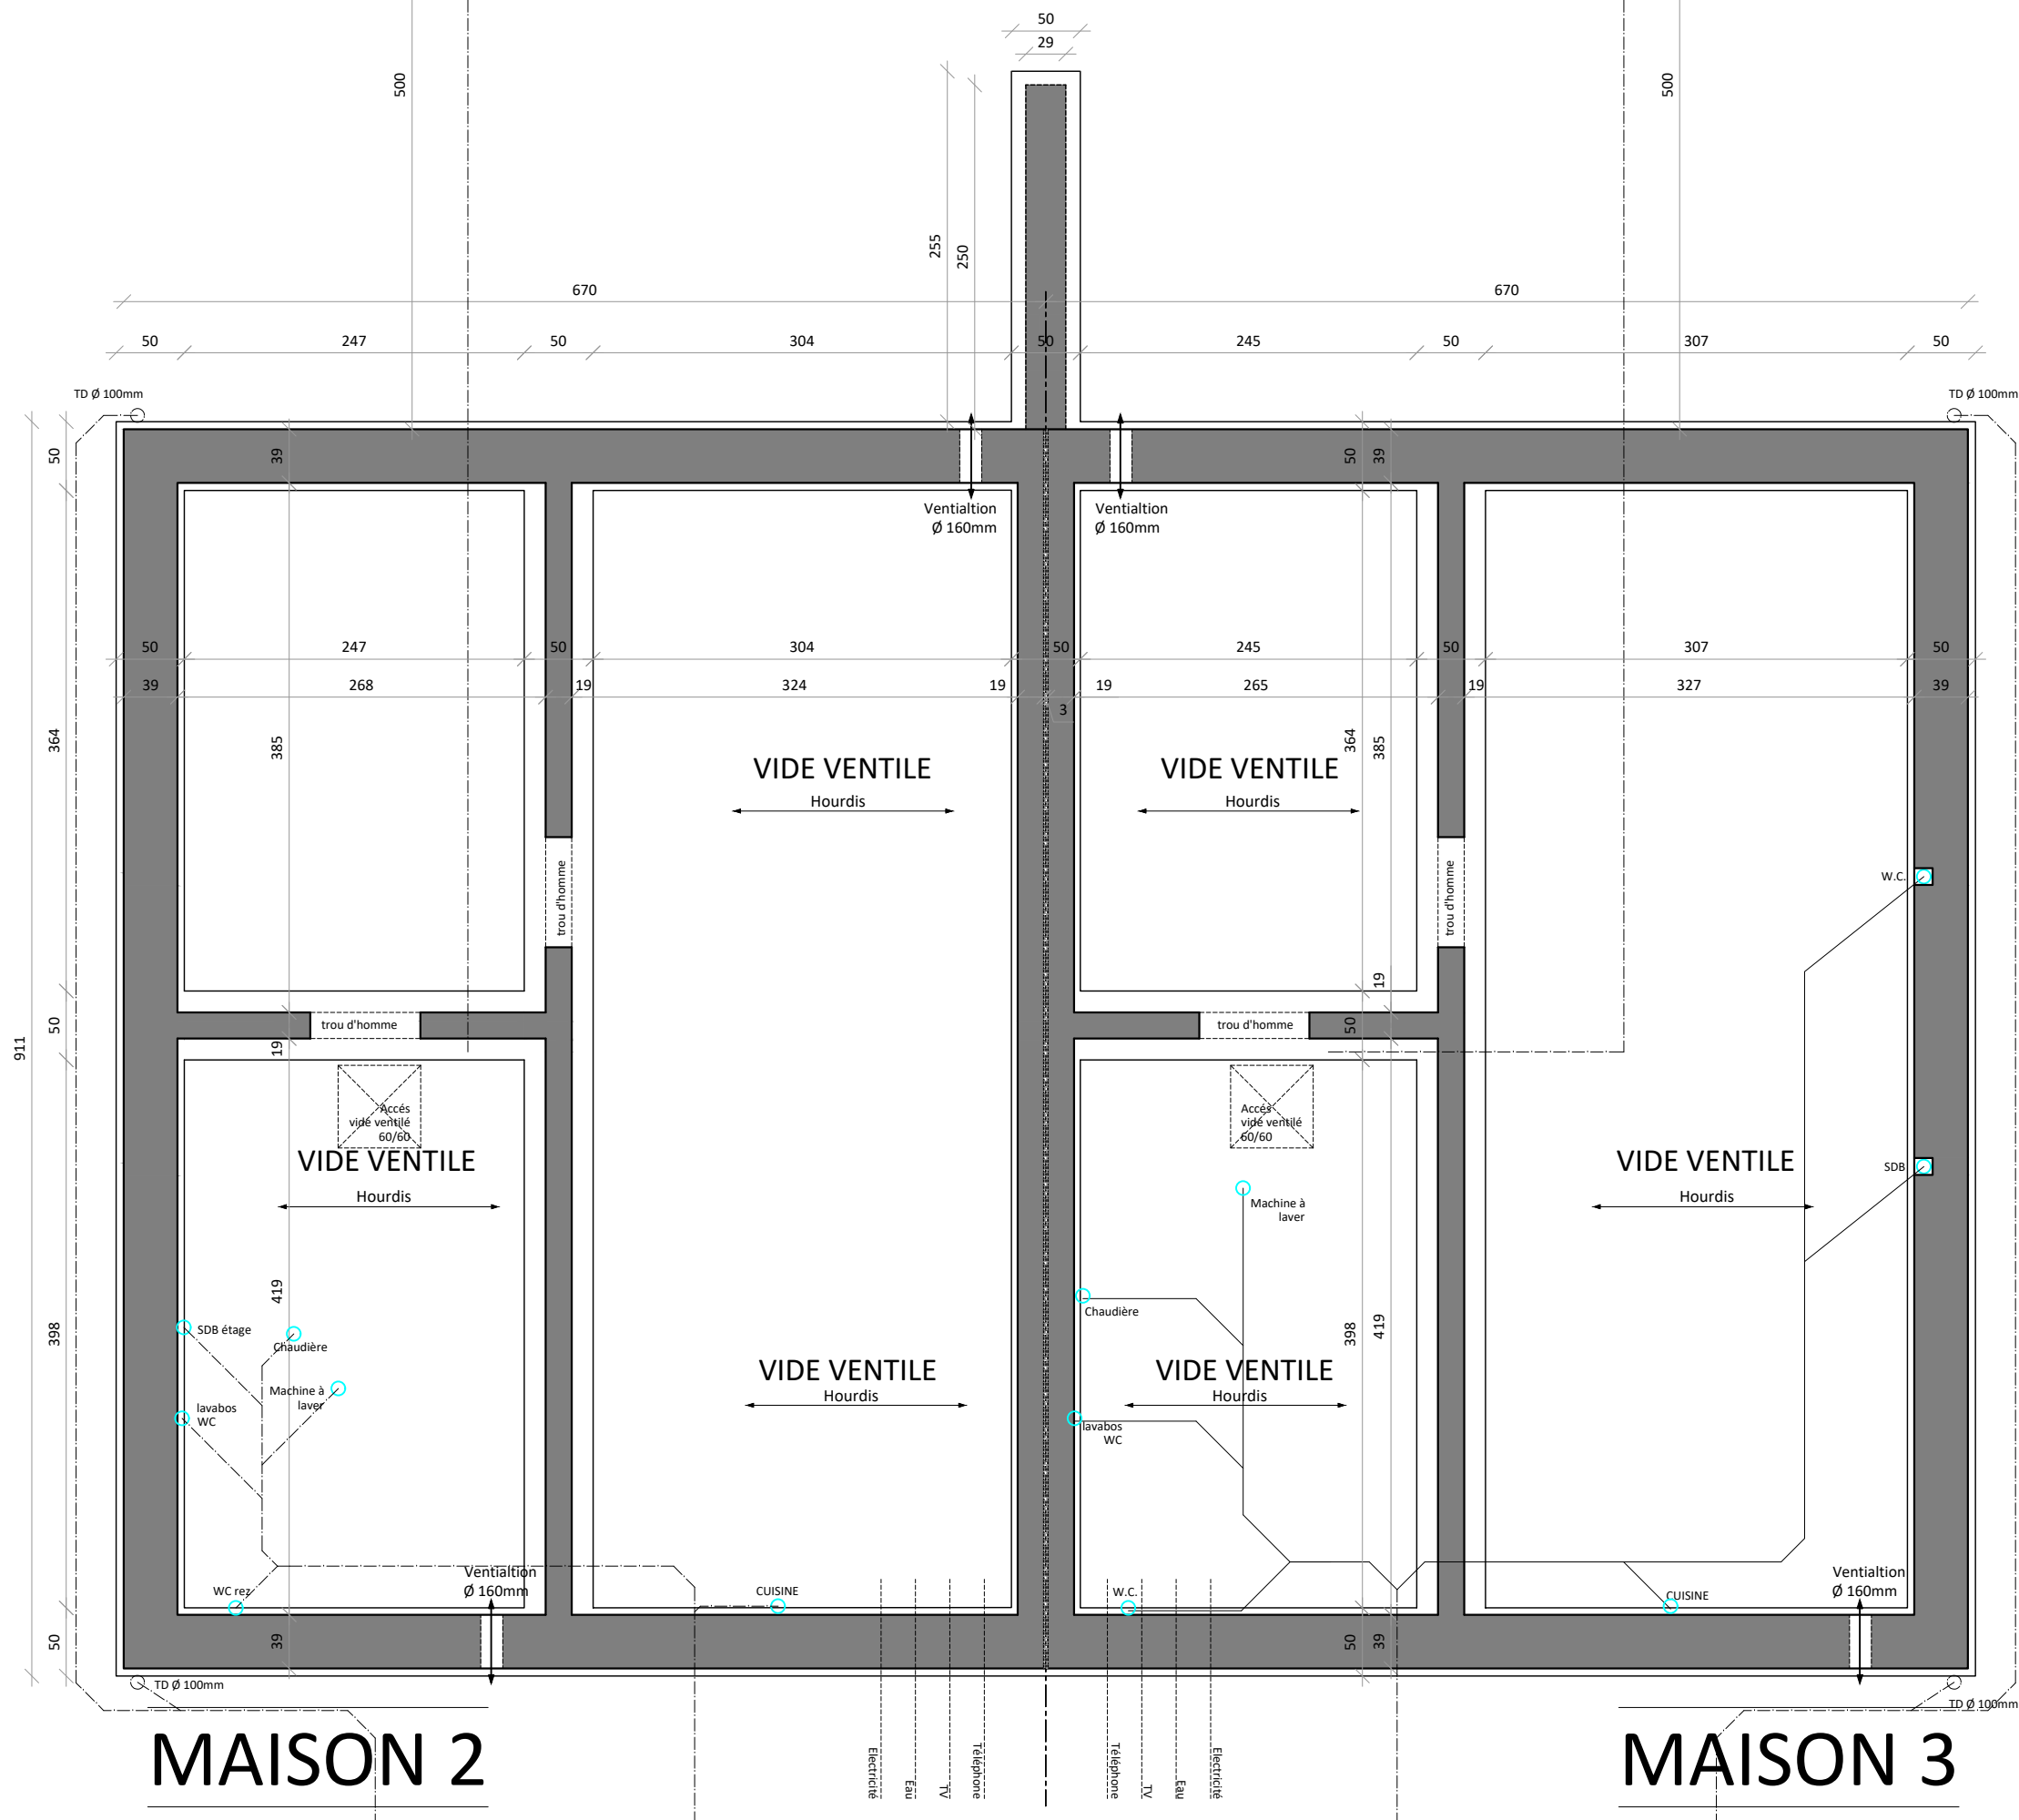 50
29
500
500
255
250
670
670
50
247
50
304
50
245
50
307
50
TD Ø 100mm
TD Ø 100mm
50
39
50
39
Ventialtion
Ø 160mm
Ventialtion
Ø 160mm
50
247
50
304
50
245
50
307
50
39
268
19
324
19
19
265
19
327
39
3
364
385
364
385
VIDE VENTILE
Hourdis
VIDE VENTILE
Hourdis
trou d'homme
trou d'homme
W.C.
19
911
50
trou d'homme
19
trou d'homme
50
Accés
vide ventilé
60/60
Accés
vide ventilé
60/60
VIDE VENTILE
Hourdis
VIDE VENTILE
Hourdis
SDB
Machine à
laver
419
Chaudière
SDB étage
Chaudière
398
398
419
VIDE VENTILE
Hourdis
VIDE VENTILE
Hourdis
Machine à
laver
lavabos
WC
lavabos
WC
Ventialtion
Ø 160mm
Ventialtion
Ø 160mm
WC rez
CUISINE
W.C.
CUISINE
50
39
50
39
TD Ø 100mm
TD Ø 100mm
Electricité
Eau
TV
Téléphone
Téléphone
TV
Eau
Electricité
MAISON 2
MAISON 3